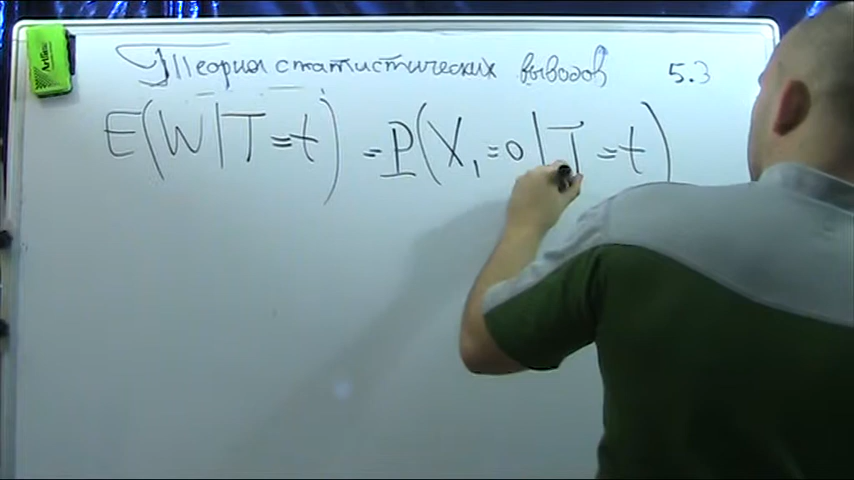 Теория статистических выводов 5.3
E(W|T=t) = P(X₁=0|T=t)